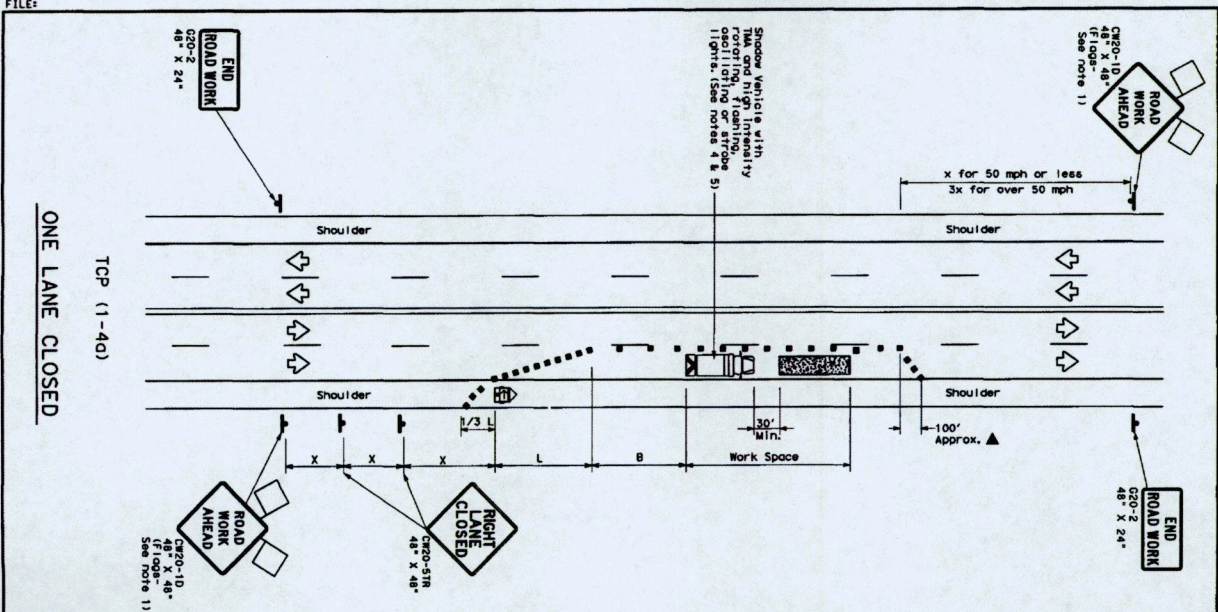 FILE:
END
ROAD WORK
G20-2
48" X 24"
ROAD
WORK
AHEAD
CW20-1D
48" X 48"
(Flags-
See note 1)
Shadow Vehicle with
TMA and high intensity
rotating, flashing,
oscillating or strobe
lights. (See notes 4 & 5)
x for 50 mph or less
3x for over 50 mph
Shoulder
Shoulder
Shoulder
Shoulder
1/3 L
30'
Min.
100'
Approx.
X
X
X
L
B
Work Space
RIGHT
LANE
CLOSED
CW20-5TR
48" X 48"
ROAD
WORK
AHEAD
CW20-1D
48" X 48"
(Flags-
See note 1)
END
ROAD WORK
G20-2
48" X 24"
TCP (1-4a)
ONE LANE CLOSED